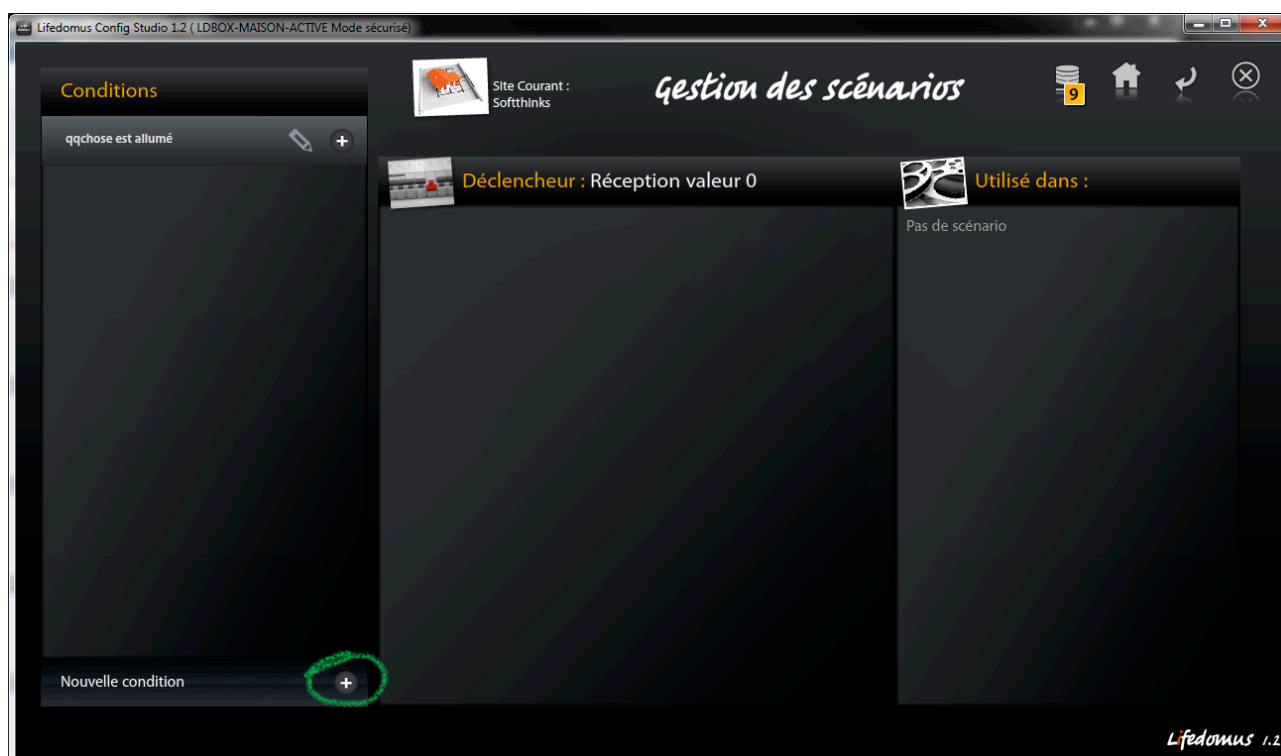 Lifedomus Config Studio 1.2 ( LDBOX-MAISON-ACTIVE Mode sécurisé)
Conditions
qqchose est allumé
Site Courant :
Softthinks
Gestion des scénarios
9
Déclencheur : Réception valeur 0
Utilisé dans :
Pas de scénario
Nouvelle condition
Lifedomus 1.2